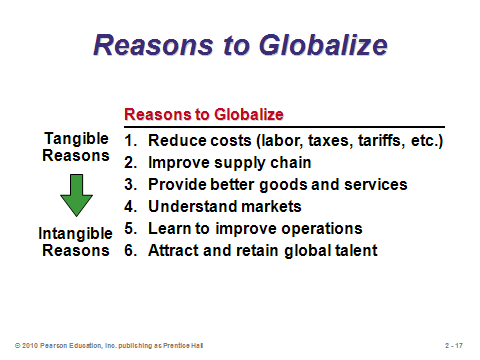 Reasons to Globalize
Reasons to Globalize
Tangible
Reasons
1. Reduce costs (labor, taxes, tariffs, etc.)
2. Improve supply chain
3. Provide better goods and services
4. Understand markets
5. Learn to improve operations
6. Attract and retain global talent
Intangible
Reasons
© 2010 Pearson Education, Inc. publishing as Prentice Hall
2 - 17